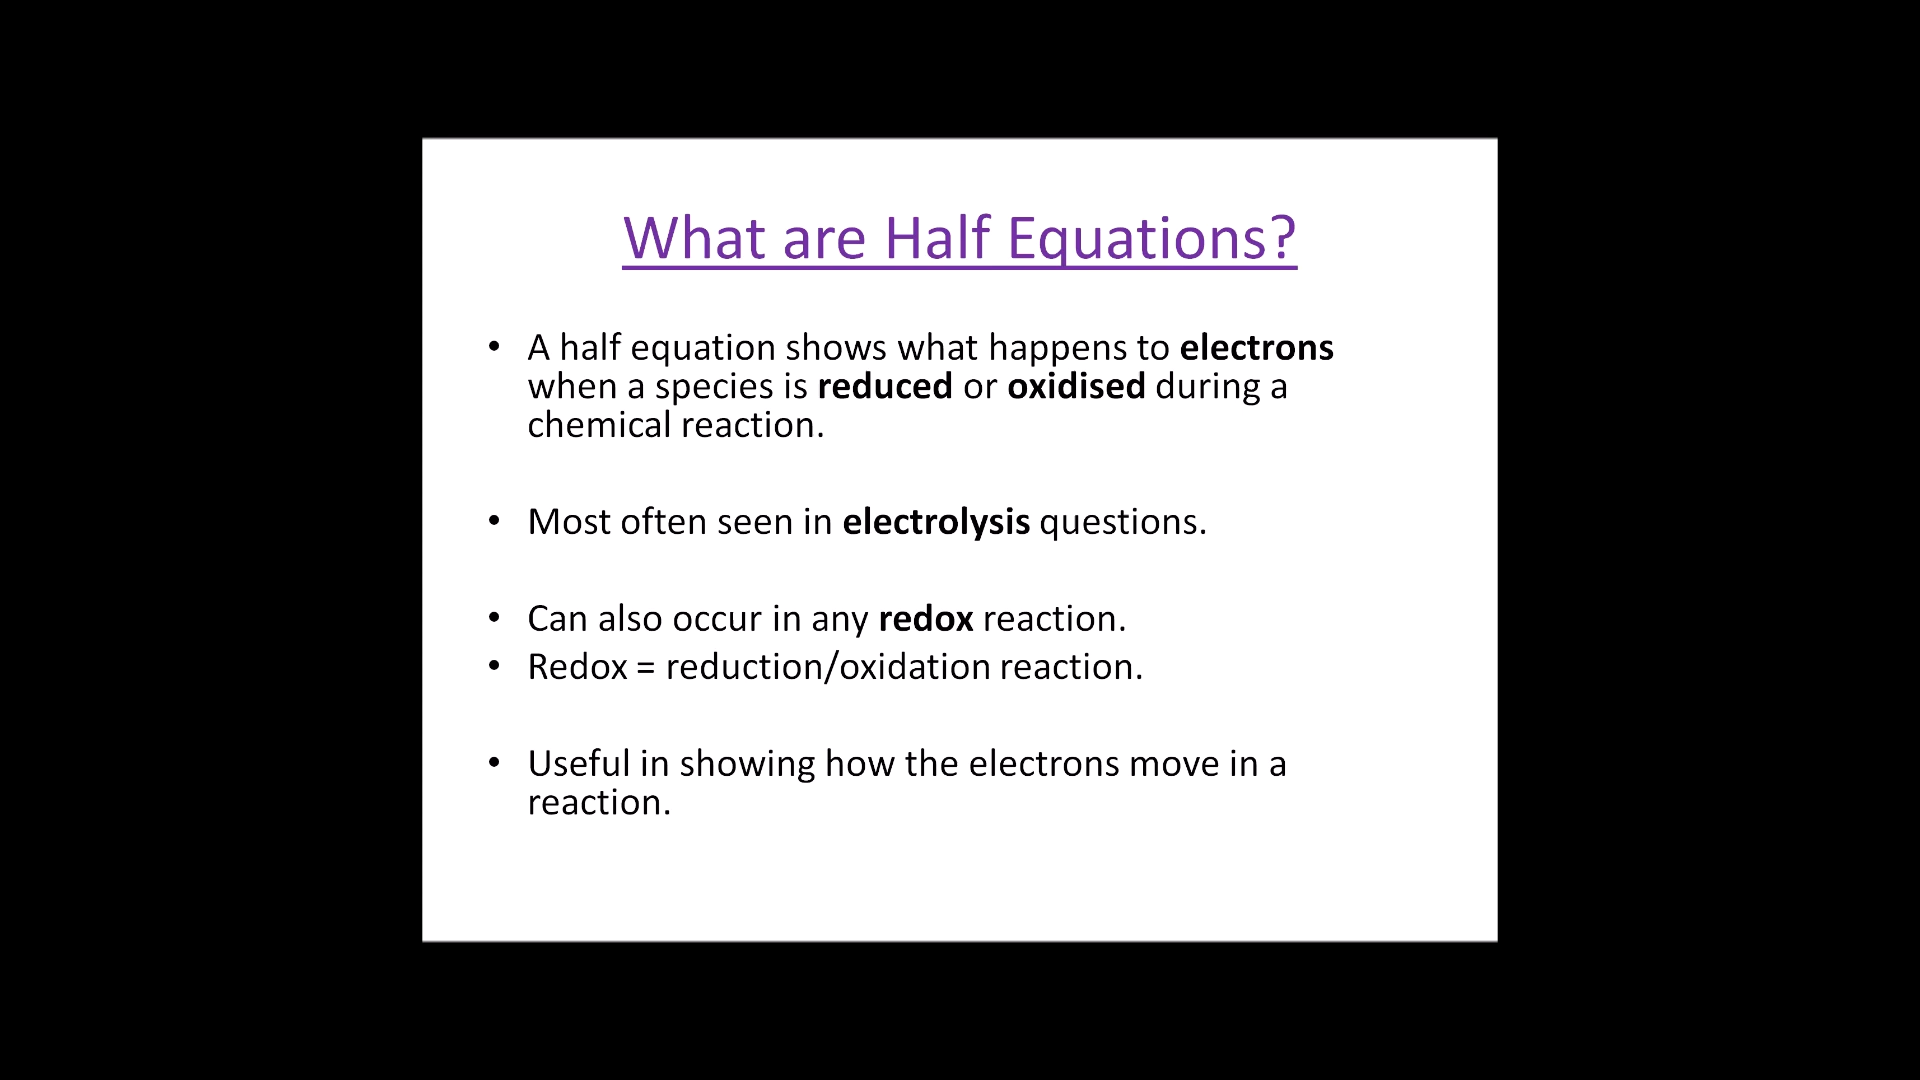 What are Half Equations?
• A half equation shows what happens to electrons
when a species is reduced or oxidised during a
chemical reaction.
• Most often seen in electrolysis questions.
• Can also occur in any redox reaction.
• Redox = reduction/oxidation reaction.
• Useful in showing how the electrons move in a
reaction.